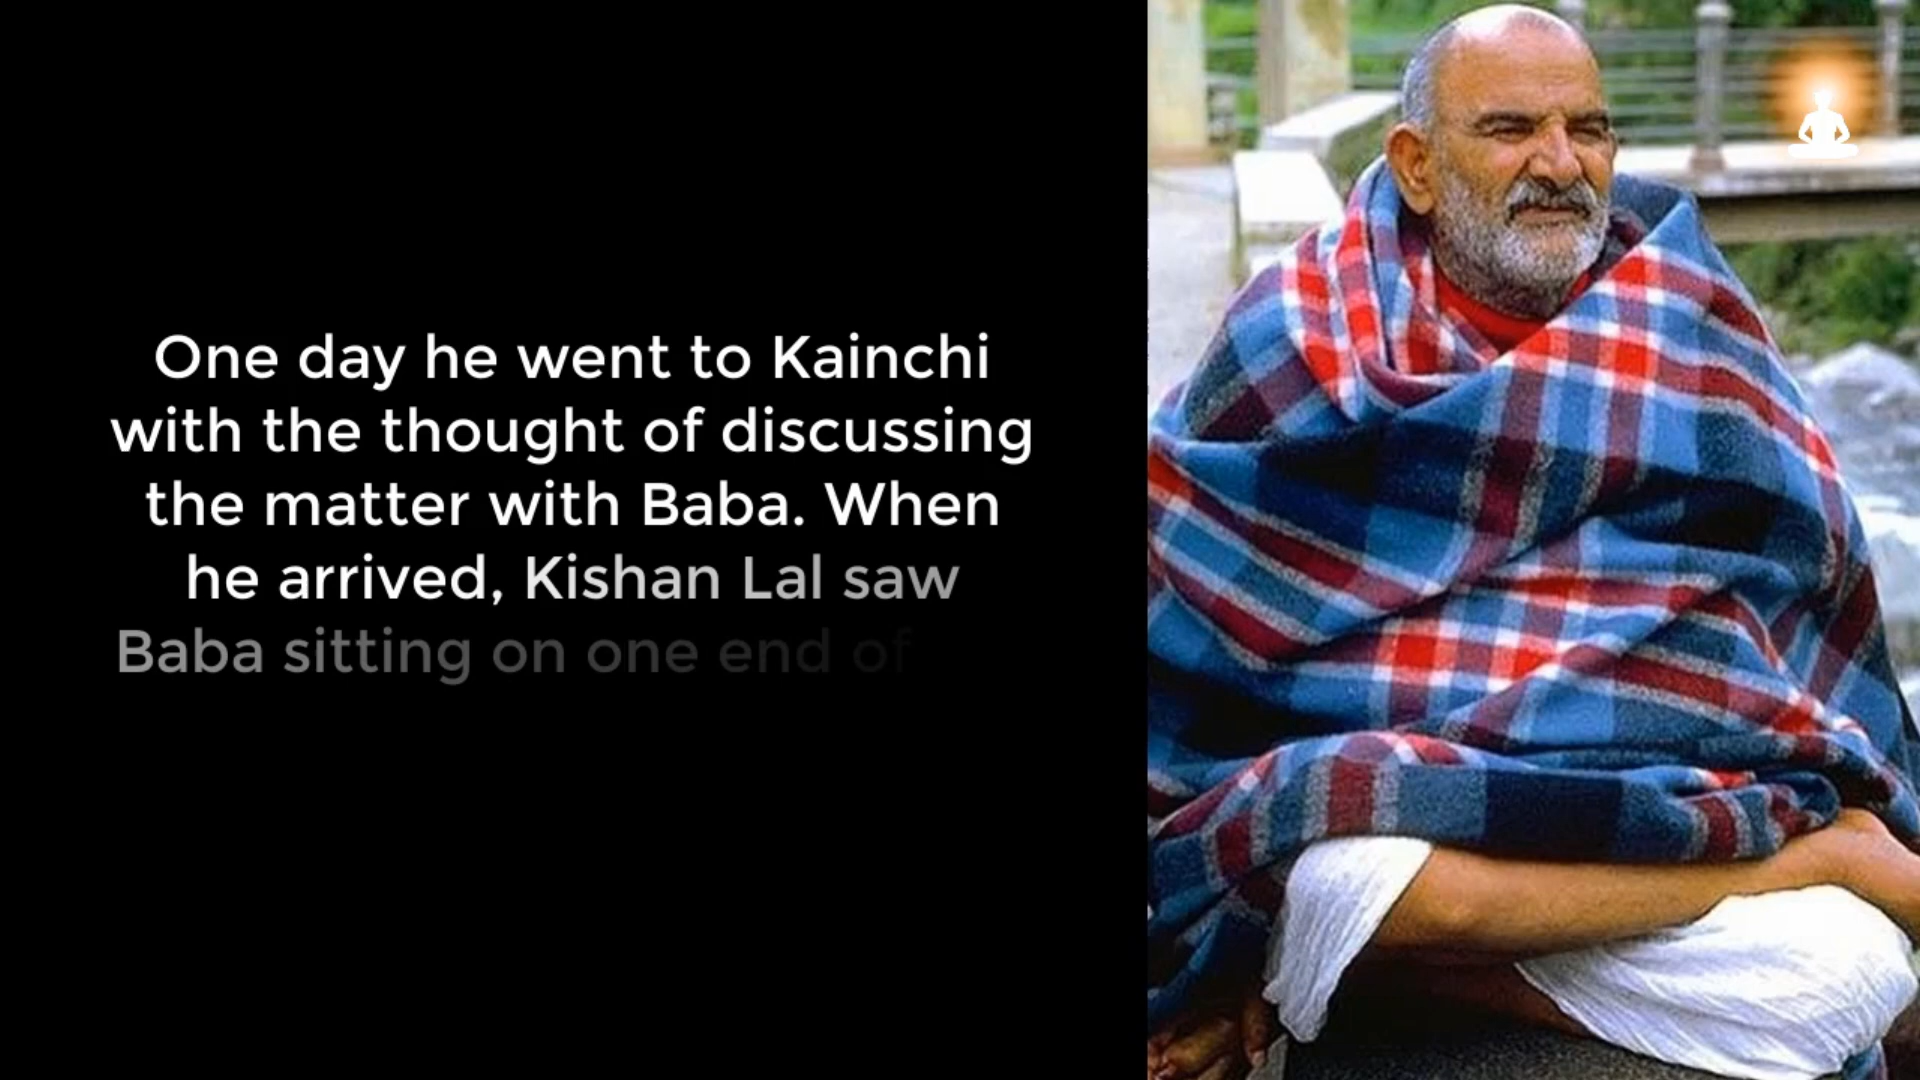 One day he went to Kainchi
with the thought of discussing
the matter with Baba. When
he arrived, Kishan Lal saw
Baba sitting on one end of